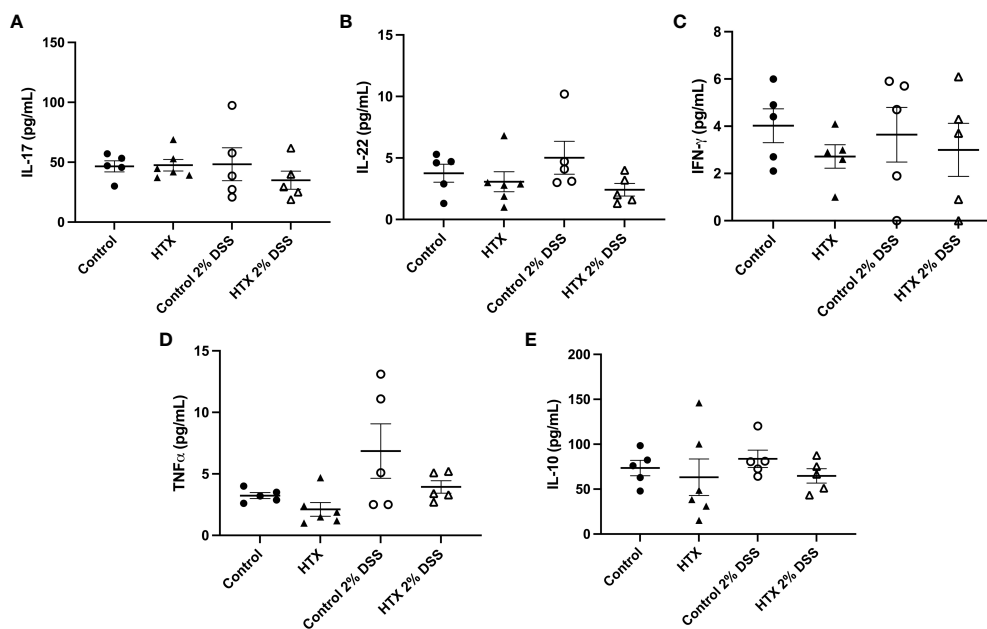 A
IL-17 (pg/mL)
150
100
50
0
Control
HTX
Control 2% DSS
HTX 2% DSS
B
IL-22 (pg/mL)
15
10
5
0
Control
HTX
Control 2% DSS
HTX 2% DSS
C
IFN-γ (pg/mL)
8
6
4
2
0
Control
HTX
Control 2% DSS
HTX 2% DSS
D
TNFα (pg/mL)
15
10
5
0
Control
HTX
Control 2% DSS
HTX 2% DSS
E
IL-10 (pg/mL)
200
150
100
50
0
Control
HTX
Control 2% DSS
HTX 2% DSS